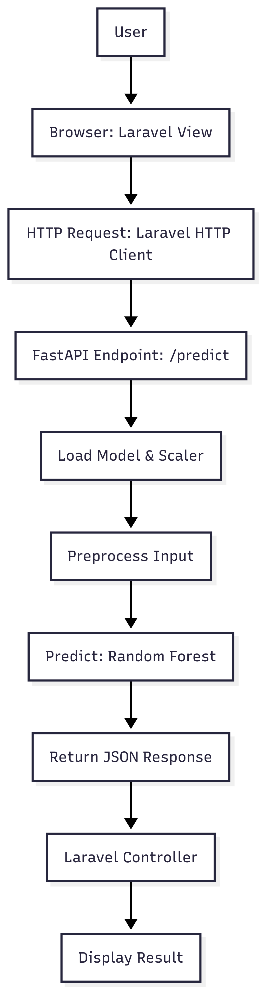 User
Browser: Laravel View
HTTP Request: Laravel HTTP
Client
FastAPI Endpoint: /predict
Load Model & Scaler
Preprocess Input
Predict: Random Forest
Return JSON Response
Laravel Controller
Display Result